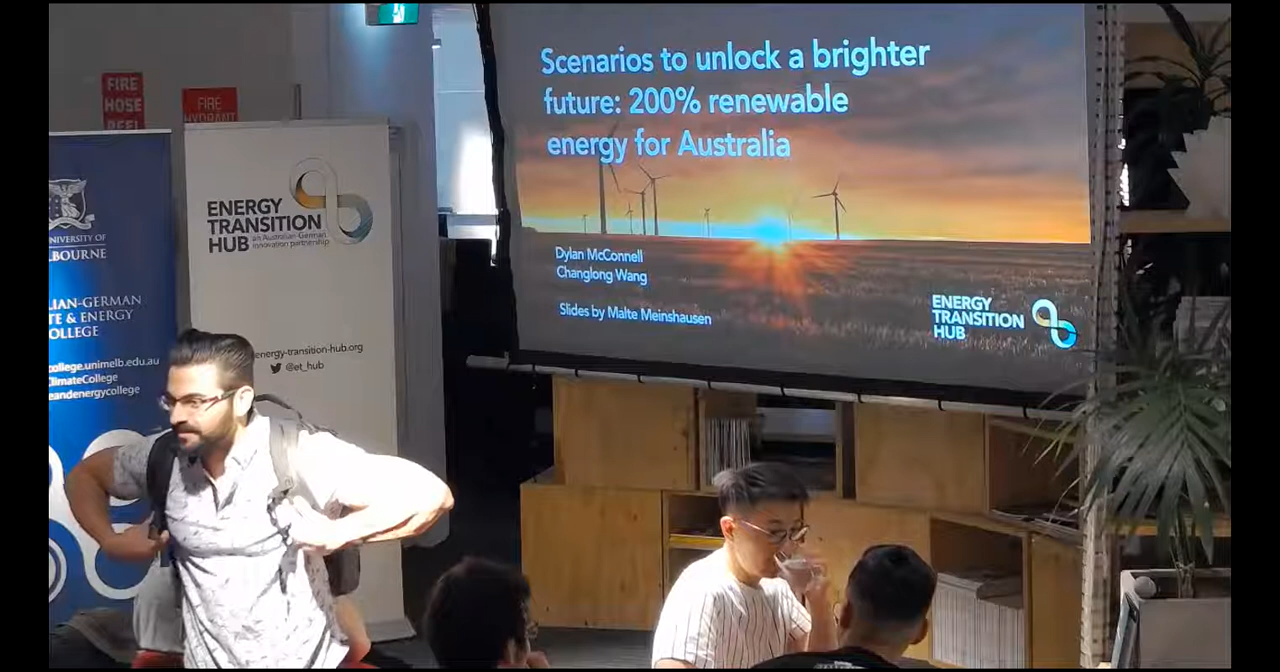 FIRE
HOSE
REEL
FIRE
HYDRANT
UNIVERSITY OF
LBOURNE
LIAN-GERMAN
TE & ENERGY
OLLEGE
college.unimelb.edu.au
ClimateCollege
eandenergycollege
ENERGY
TRANSITION
HUB an Australian-German
innovation partnership
energy-transition-hub.org
@et_hub
Scenarios to unlock a brighter
future: 200% renewable
energy for Australia
Dylan McConnell
Changlong Wang
Slides by Malte Meinshausen
ENERGY
TRANSITION
HUB